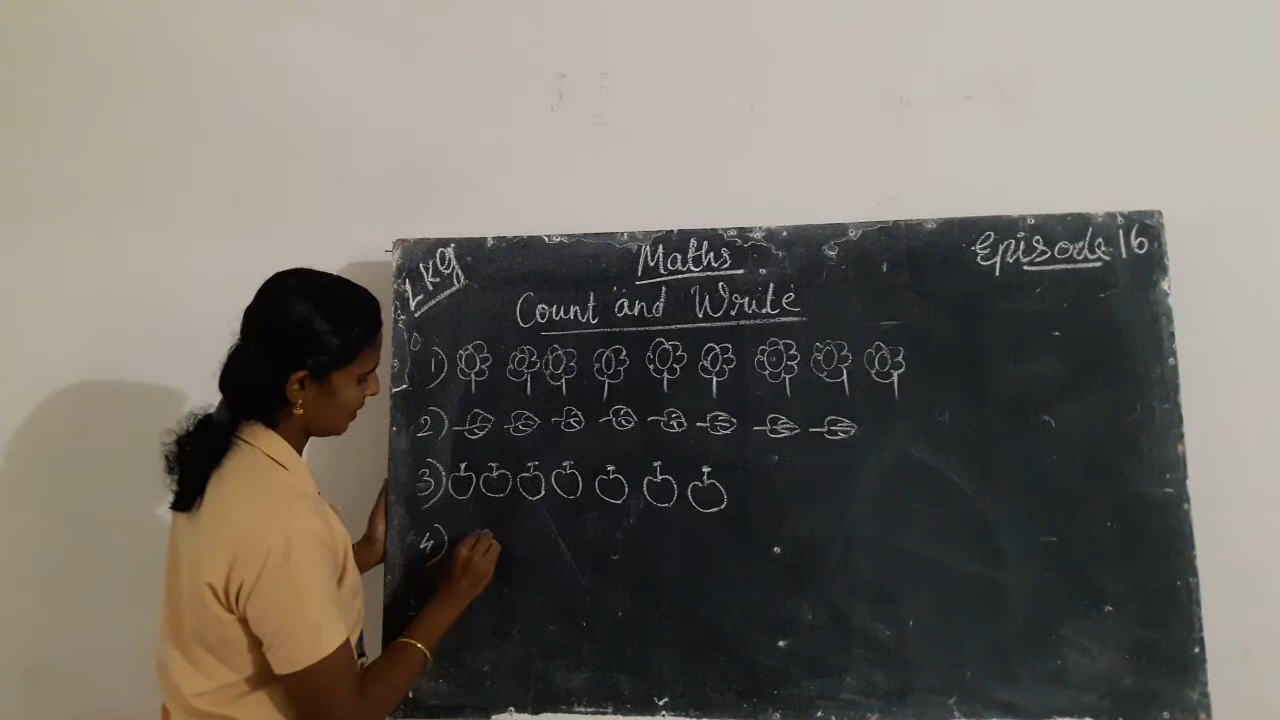 LKG
Maths
Episode 16
Count and Write
1)
2)
3)
4)